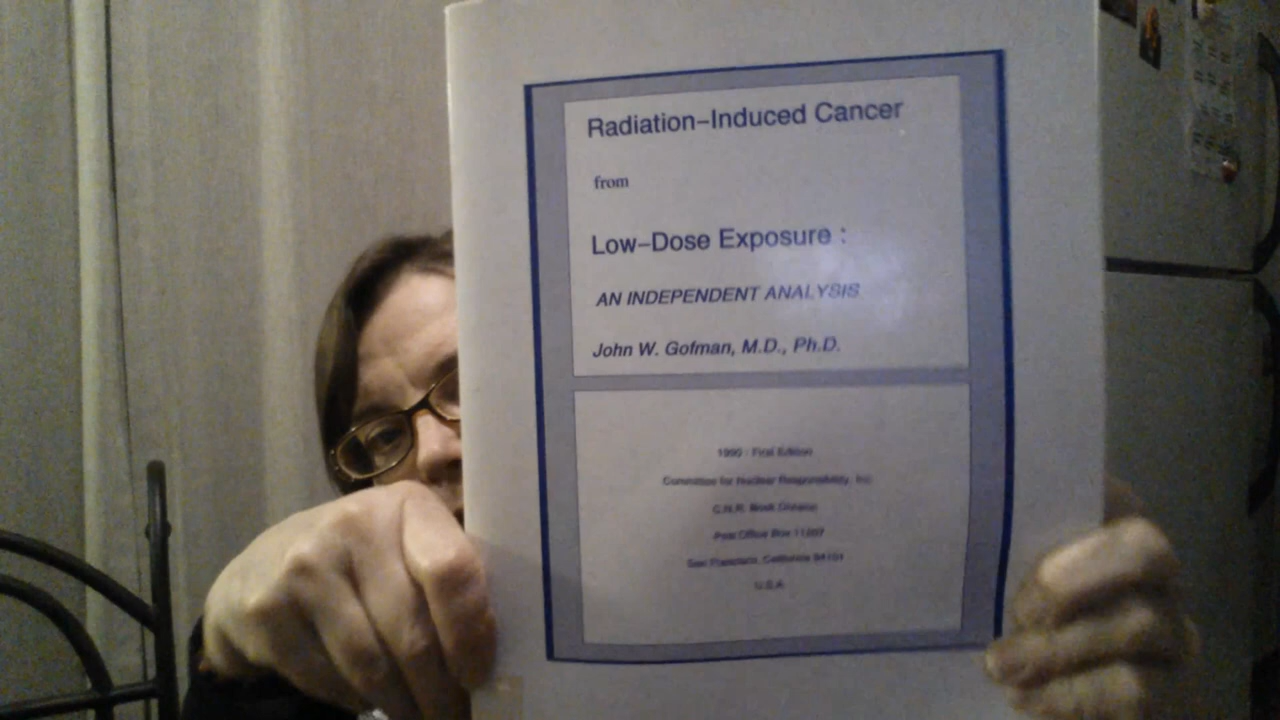 Radiation-Induced Cancer
from
Low-Dose Exposure :
AN INDEPENDENT ANALYSIS
John W. Gofman, M.D., Ph.D.
1990 : First Edition
Committee for Nuclear Responsibility, Inc
C.N.R. Book Division
Post Office Box
San Francisco, California 94101
U.S.A